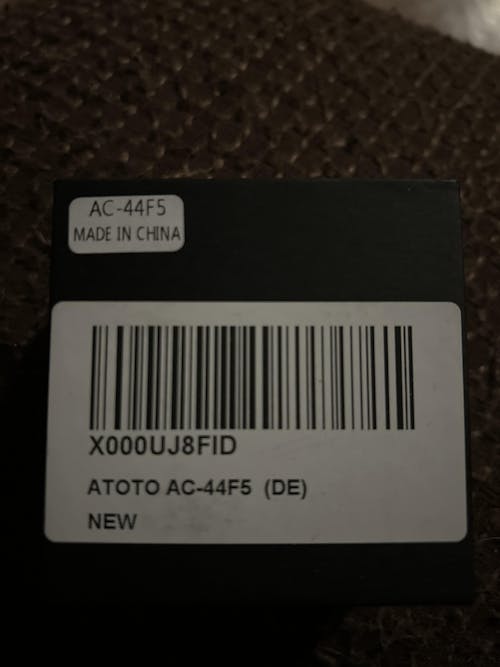 AC-44F5
MADE IN CHINA
X000UJ8FID
ATOTO AC-44F5 (DE)
NEW